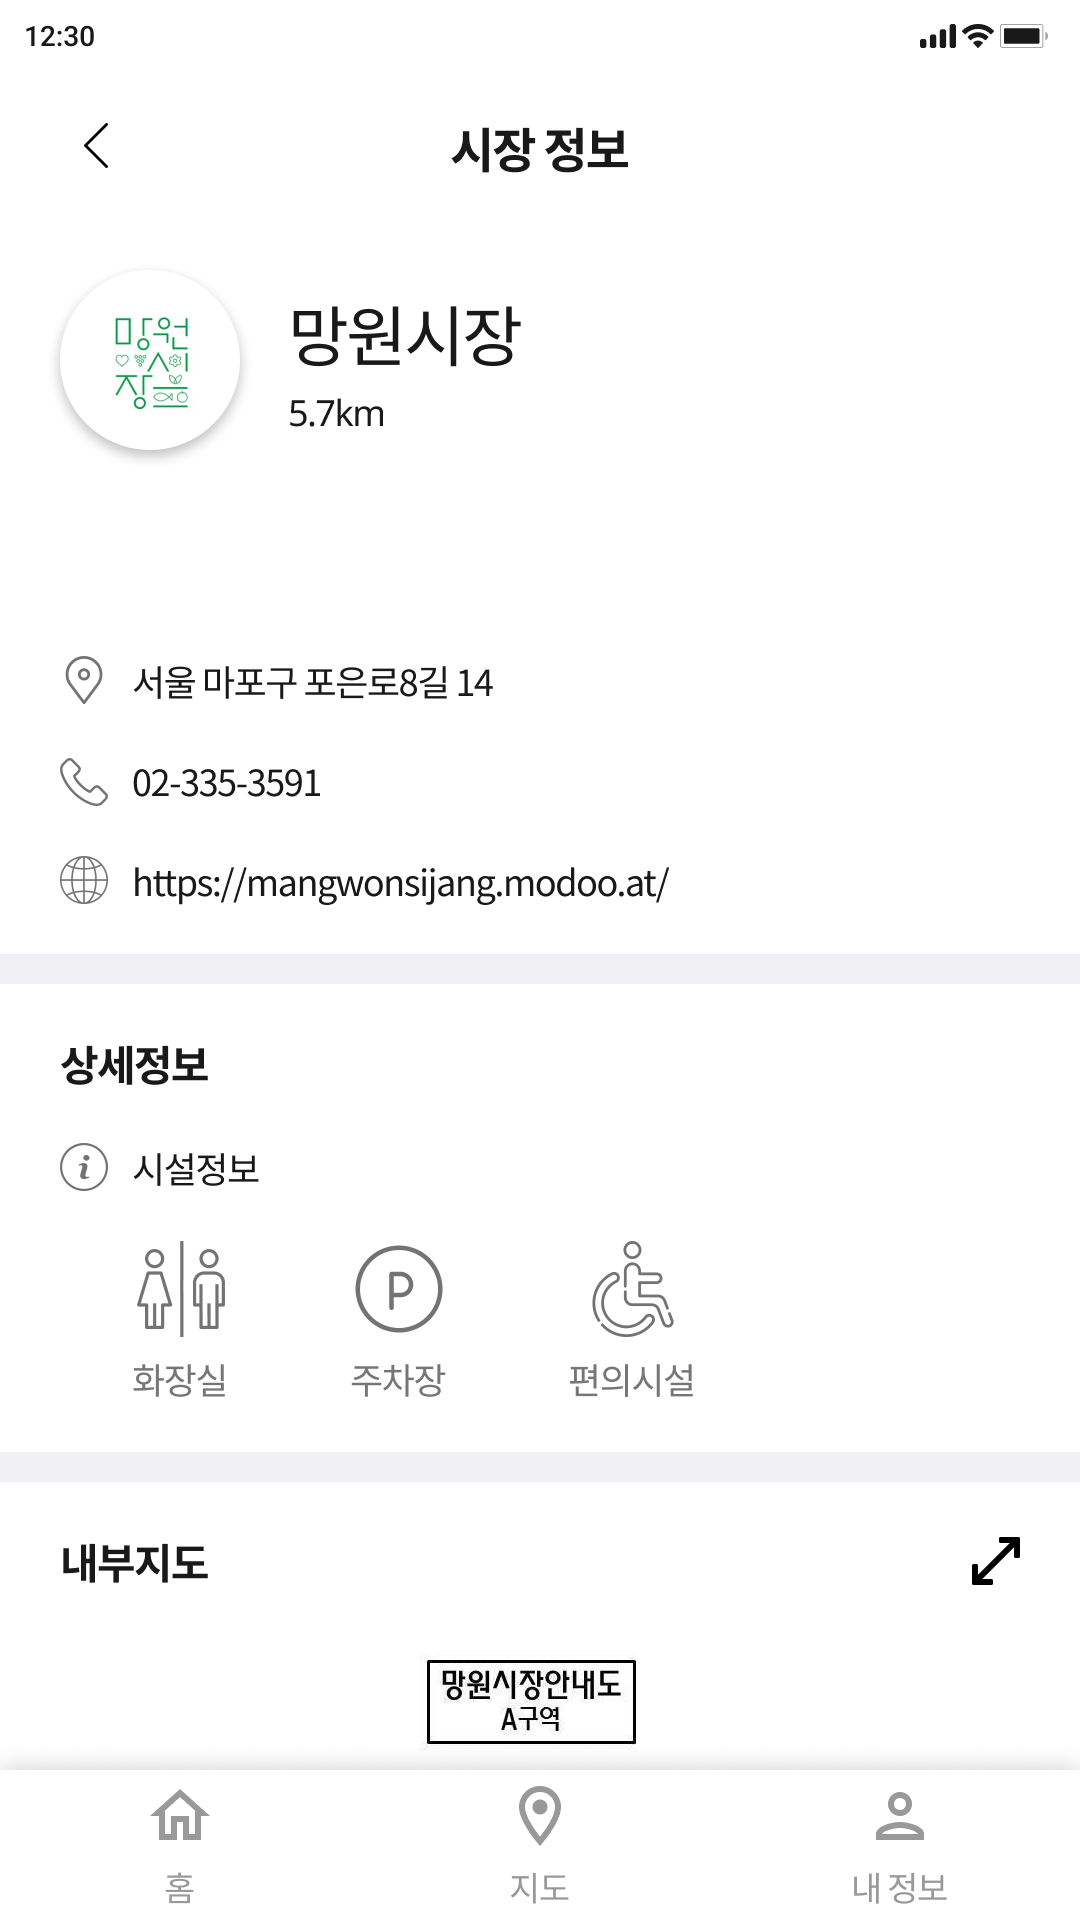 12:30
시장 정보
망원시장
망원시장
5.7km
서울 마포구 포은로8길 14
02-335-3591
https://mangwonsijang.modoo.at/
상세정보
시설정보
P
화장실
주차장
편의시설
내부지도
망원시장안내도
A구역
홈
지도
내 정보